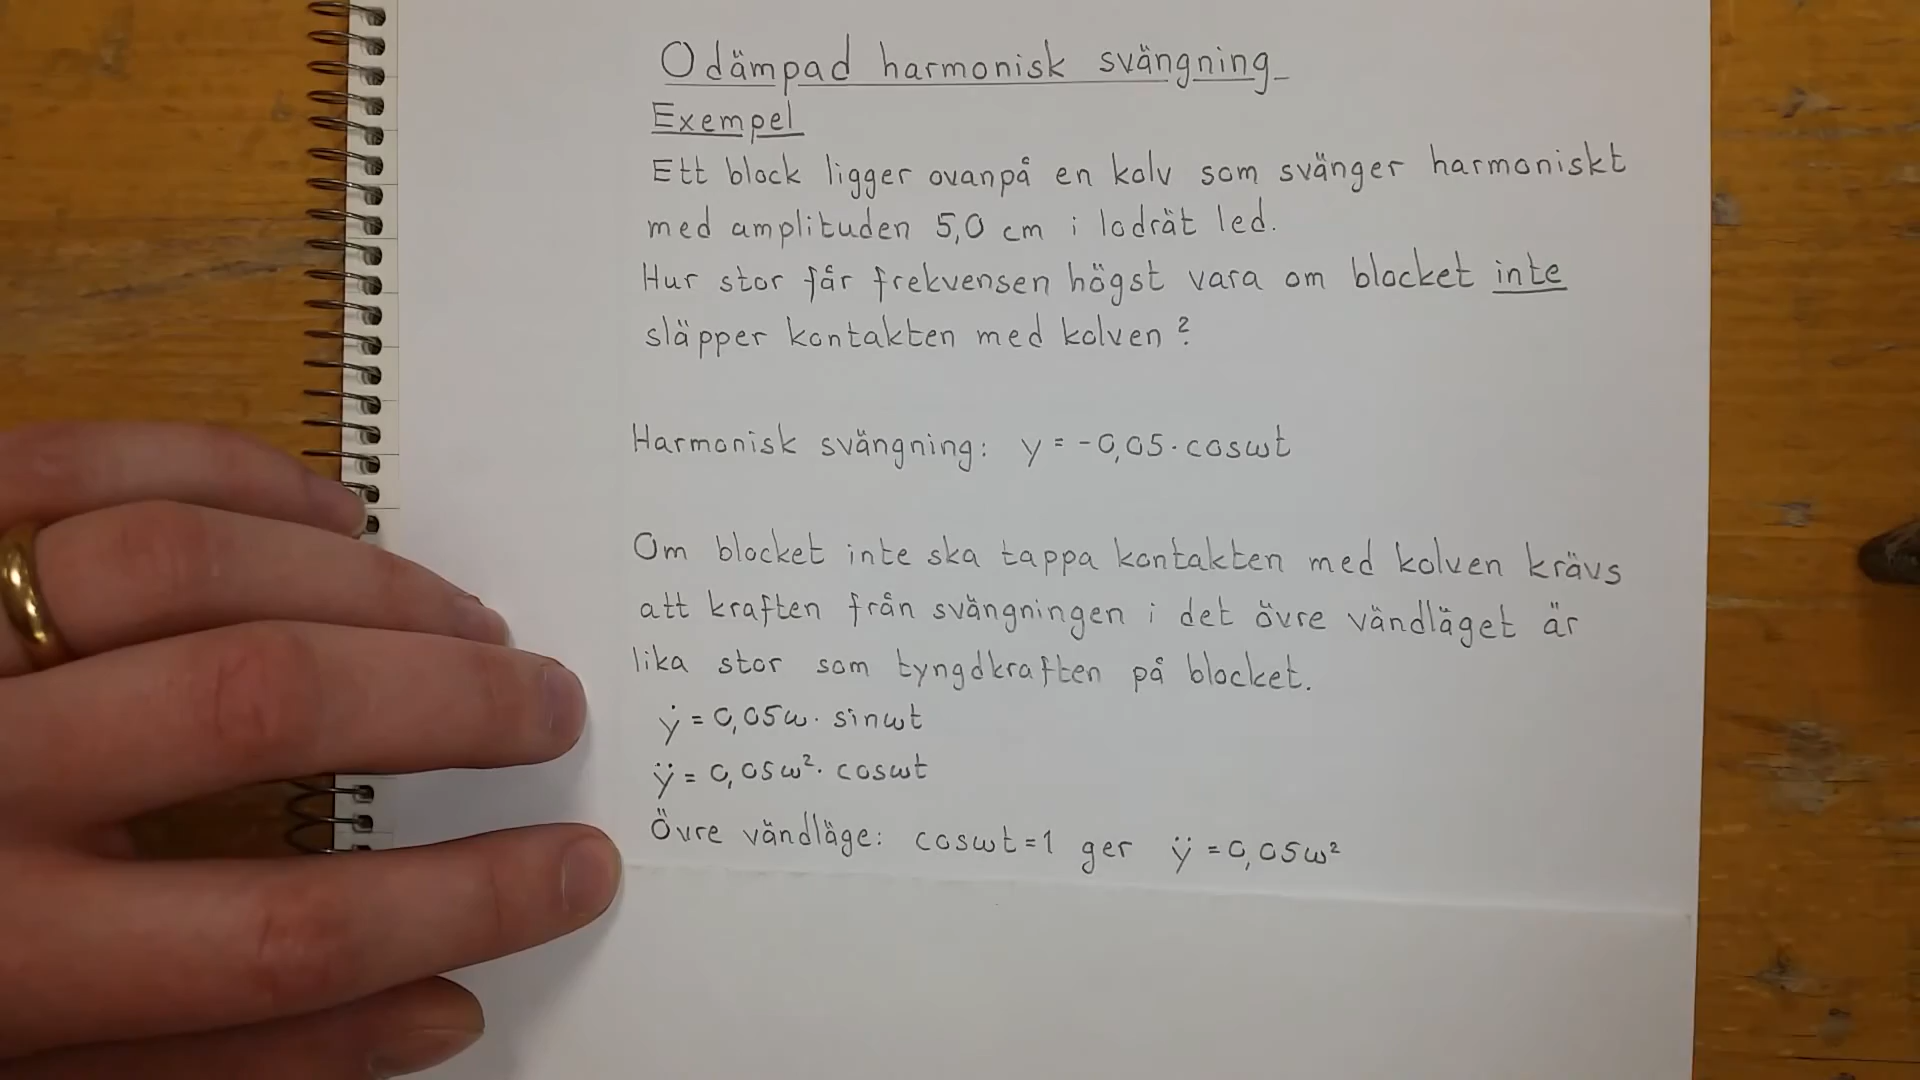 Odämpad harmonisk svängning
Exempel
Ett block ligger ovanpå en kolv som svänger harmoniskt
med amplituden 5,0 cm i lodrät led.
Hur stor får frekvensen högst vara om blocket inte
släpper kontakten med kolven?
Harmonisk svängning: y = -0,05·cosωt
Om blocket inte ska tappa kontakten med kolven krävs
att kraften från svängningen i det övre vändläget är
lika stor som tyngdkraften på blocket.
ẏ = 0,05ω· sinωt
ÿ = 0,05ω²· cosωt
Övre vändläge: cosωt=1 ger ÿ = 0,05ω²